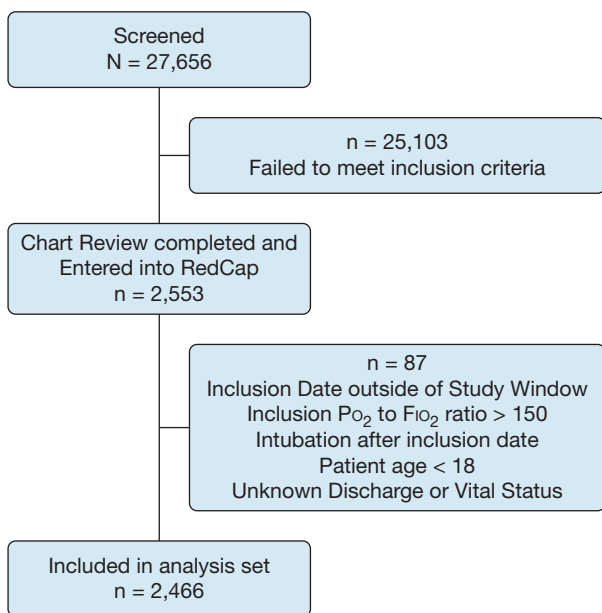 Screened
N = 27,656
n = 25,103
Failed to meet inclusion criteria
Chart Review completed and
Entered into RedCap
n = 2,553
n = 87
Inclusion Date outside of Study Window
Inclusion PO₂ to FIO₂ ratio > 150
Intubation after inclusion date
Patient age < 18
Unknown Discharge or Vital Status
Included in analysis set
n = 2,466